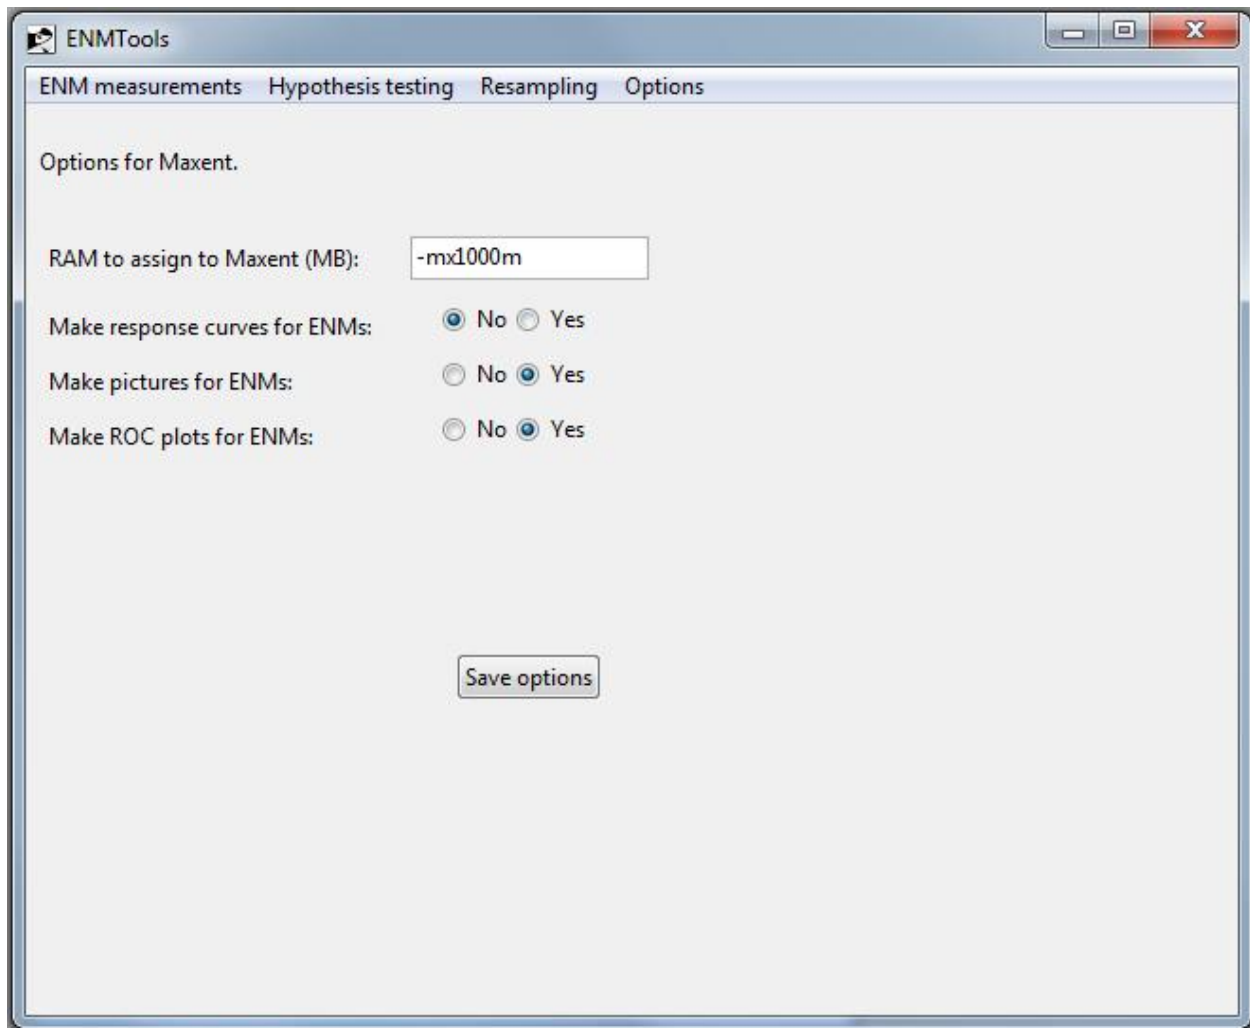 ENMTools
ENM measurements Hypothesis testing Resampling Options
Options for Maxent.
RAM to assign to Maxent (MB): -mx1000m
Make response curves for ENMs: No Yes
Make pictures for ENMs: No Yes
Make ROC plots for ENMs: No Yes
Save options